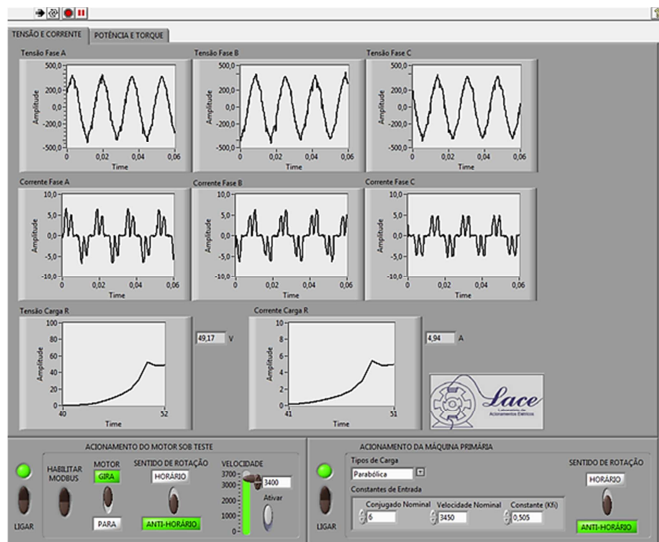 TENSÃO E CORRENTE POTÊNCIA E TORQUE
Tensão Fase A Tensão Fase B Tensão Fase C
500,0 500,0 500,0
200,0 200,0 200,0
0,0 0,0 0,0
-200,0 -200,0 -200,0
-500,0 -500,0 -500,0
Amplitude Amplitude Amplitude
0 0,02 0,04 0,06 0 0,02 0,04 0,06 0 0,02 0,04 0,06
Time Time Time
Corrente Fase A Corrente Fase B Corrente Fase C
10,0 10,0 10,0
5,0 5,0 5,0
0,0 0,0 0,0
-5,0 -5,0 -5,0
-10,0 -10,0 -10,0
Amplitude Amplitude Amplitude
0 0,02 0,04 0,06 0 0,02 0,04 0,06 0 0,02 0,04 0,06
Time Time Time
Tensão Carga R Corrente Carga R
100 10
80 8
60 6
40 4
20 2
0 0
Amplitude Amplitude
40 52 41 51
Time Time
49,17 V 4,94 A
Lace
Laboratório de
Acionamentos Elétricos
ACIONAMENTO DO MOTOR SOB TESTE
LIGAR
HABILITAR
MODBUS
MOTOR
GIRA
PARA
SENTIDO DE ROTAÇÃO
HORÁRIO
ANTI-HORÁRIO
VELOCIDADE
3700
3000
2000
1000
0
3400
Ativar
ACIONAMENTO DA MÁQUINA PRIMÁRIA
LIGAR
Tipos de Carga
Parabólica
Constantes de Entrada
Conjugado Nominal Velocidade Nominal Constante (Kfi)
6 3450 0,505
SENTIDO DE ROTAÇÃO
HORÁRIO
ANTI-HORÁRIO